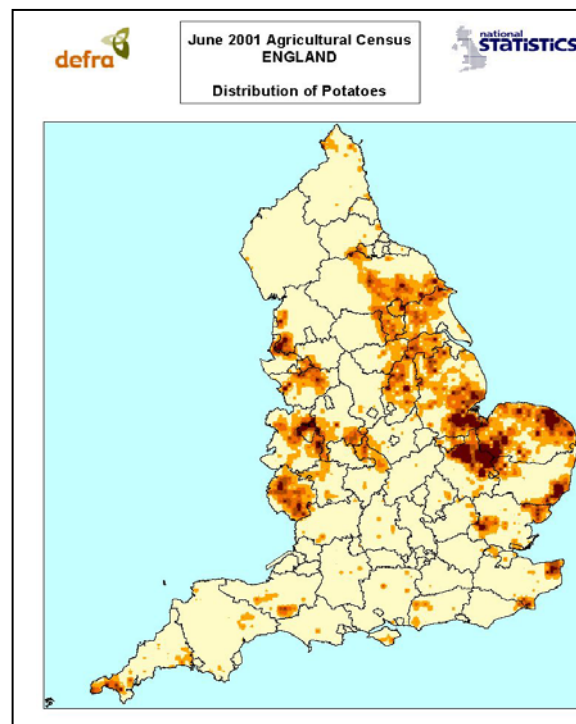 defra
June 2001 Agricultural Census
ENGLAND
Distribution of Potatoes
national
STATISTICS